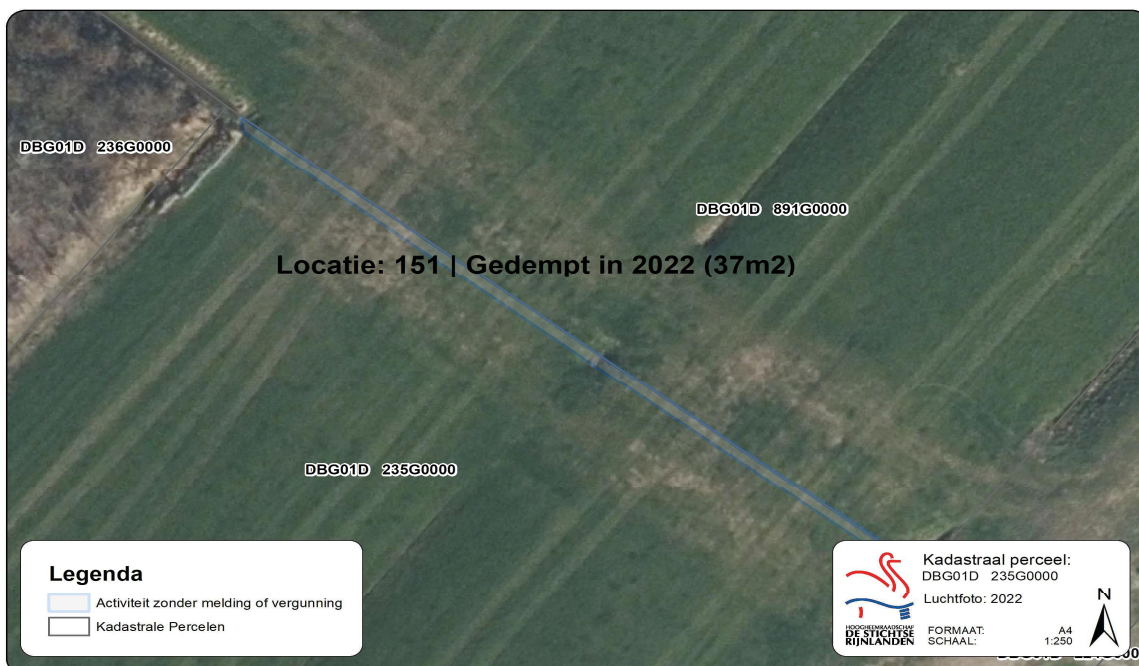 DBG01D 236G0000
DBG01D 891G0000
Locatie: 151 | Gedempt in 2022 (37m2)
DBG01D 235G0000
Legenda
Activiteit zonder melding of vergunning
Kadastrale Percelen
Kadastraal perceel:
DBG01D 235G0000
Luchtfoto: 2022
HOOGHEEMRAADSCHAP
DE STICHTSE
RIJNLANDEN
FORMAAT: A4
SCHAAL: 1:250
N